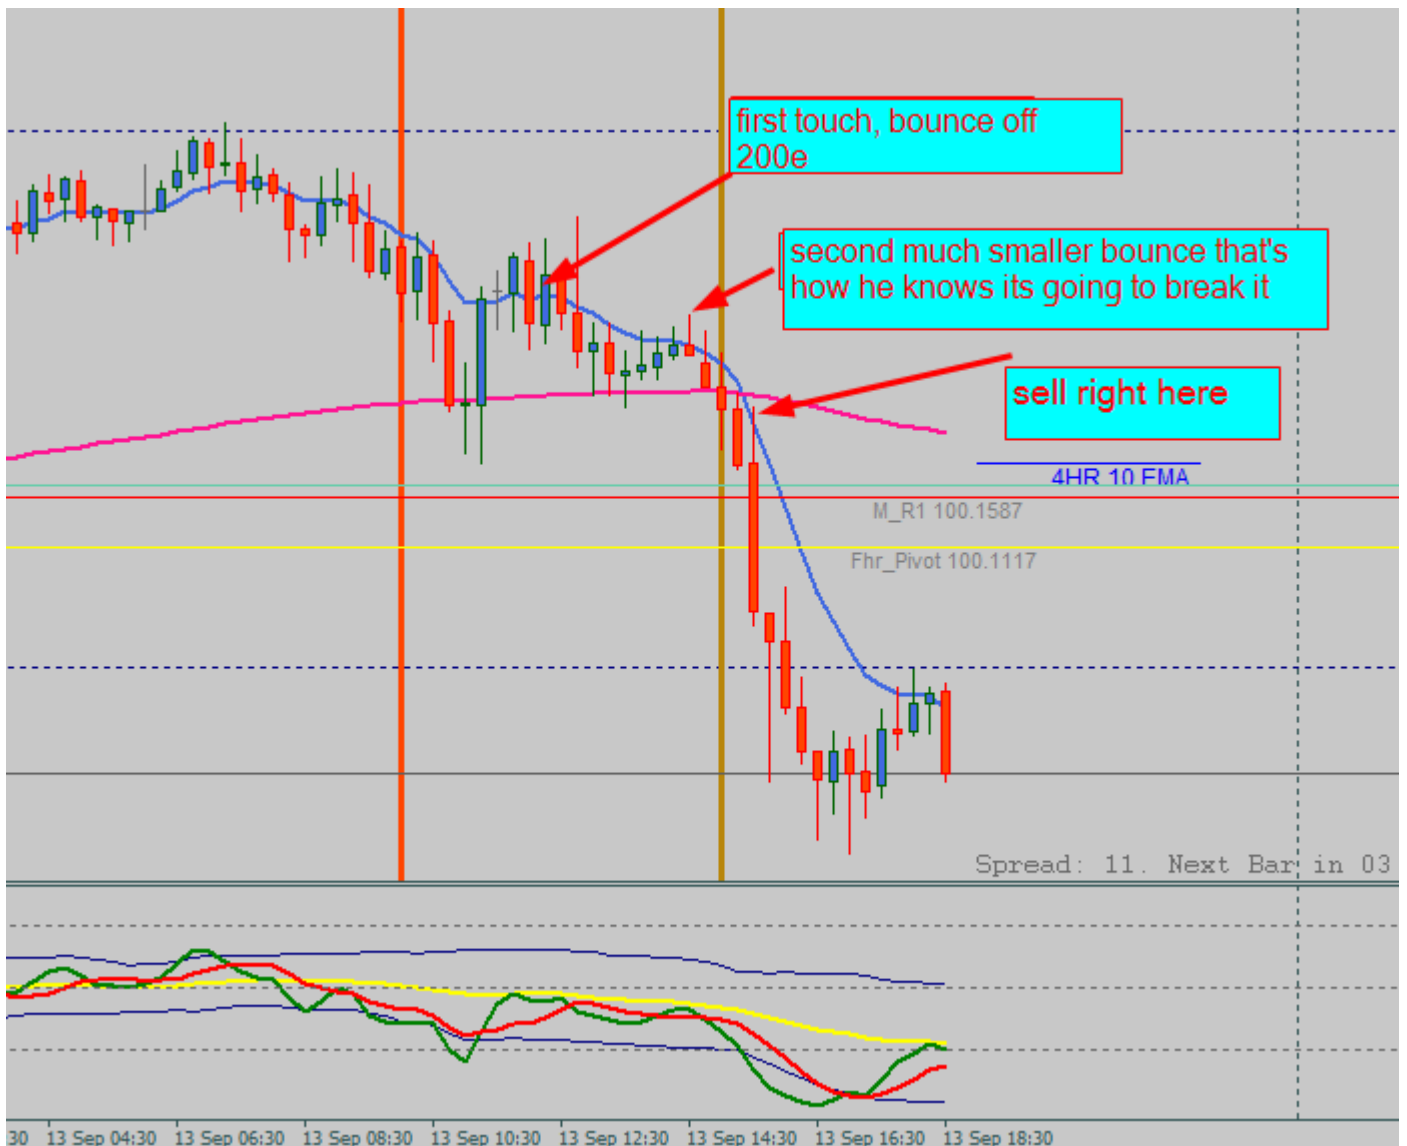 first touch, bounce off
200e
second much smaller bounce that's
how he knows its going to break it
sell right here
4HR 10 EMA
M_R1 100.1587
Fhr_Pivot 100.1117
Spread: 11. Next Bar in 03
30 13 Sep 04:30 13 Sep 06:30 13 Sep 08:30 13 Sep 10:30 13 Sep 12:30 13 Sep 14:30 13 Sep 16:30 13 Sep 18:30